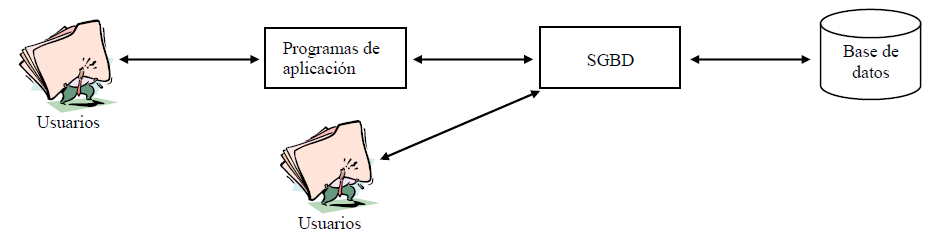 Usuarios
Programas de
aplicación
SGBD
Base de
datos
Usuarios